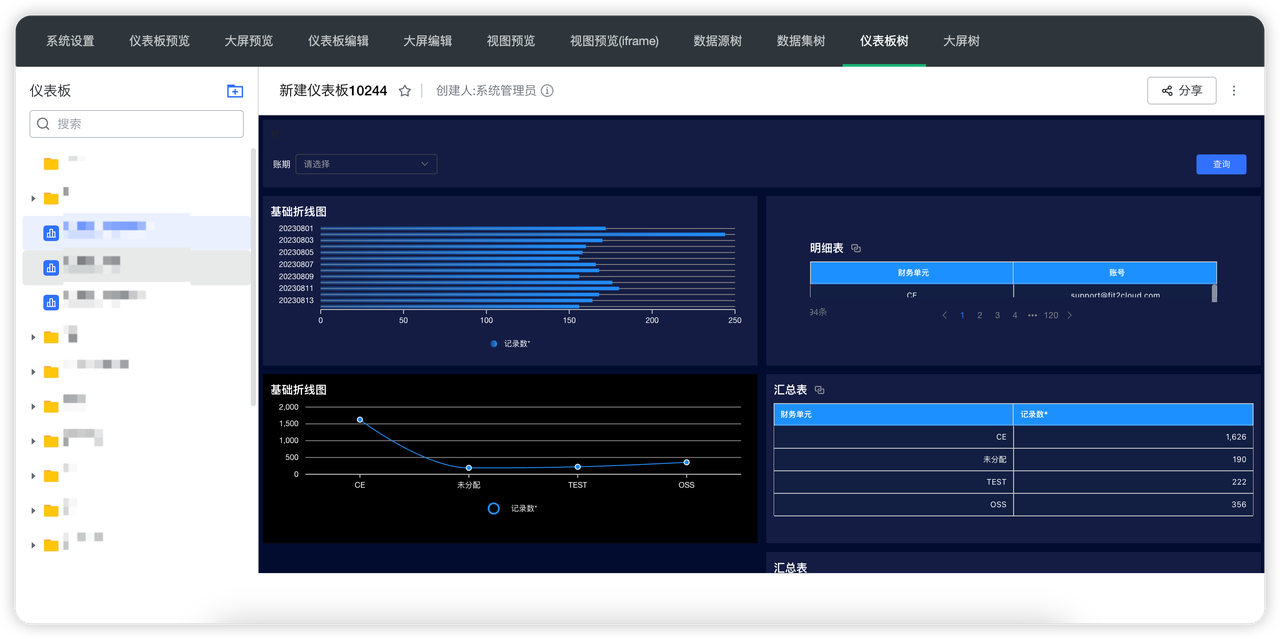 系统设置 仪表板预览 大屏预览 仪表板编辑 大屏编辑 视图预览 视图预览(iframe) 数据源树 数据集树 仪表板树 大屏树
仪表板
搜索
新建仪表板10244 创建人:系统管理员 分享
账期 请选择 查询
基础折线图
20230801
20230803
20230805
20230807
20230809
20230811
20230813
0 50 100 150 200 250
记录数*
明细表
财务单元 账号
CE support@fit2cloud.com
94条 1 2 3 4 ••• 120
基础折线图
2,000
1,500
1,000
500
0
CE 未分配 TEST OSS
记录数*
汇总表
财务单元 记录数*
CE 1,626
未分配 190
TEST 222
OSS 356
汇总表